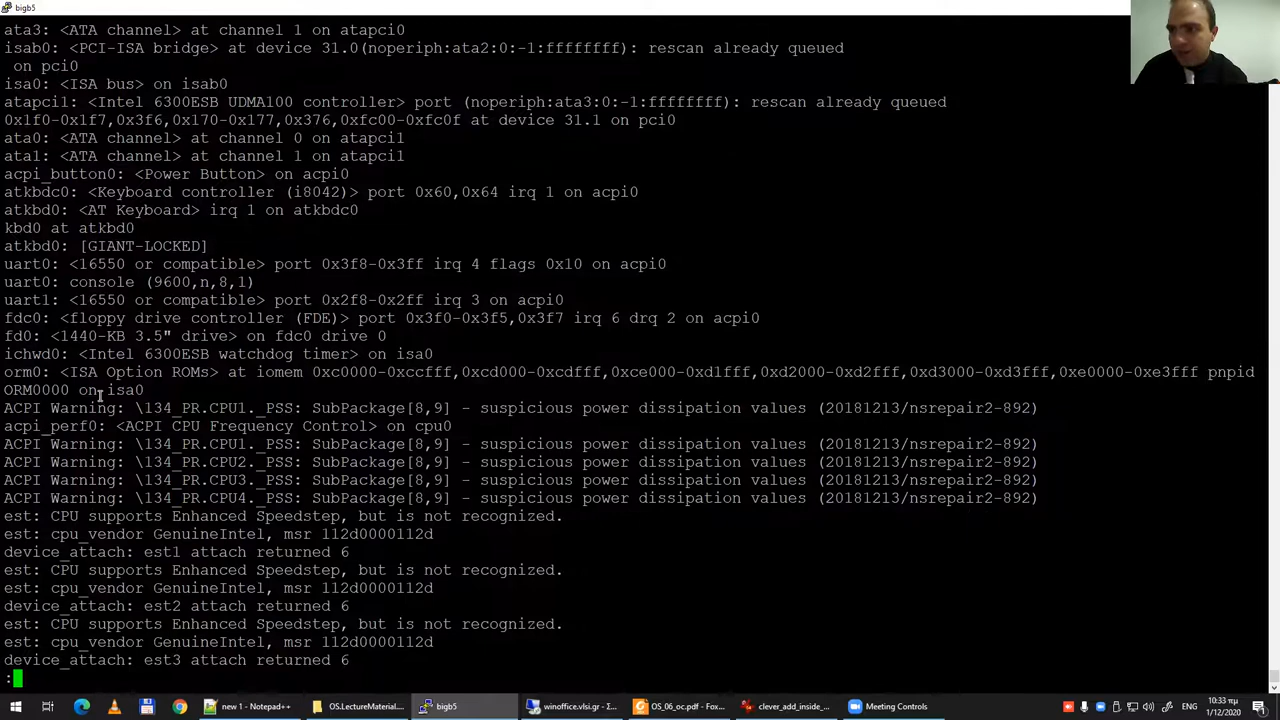 bigb5
ata3: <ATA channel> at channel 1 on atapci0
isab0: <PCI-ISA bridge> at device 31.0(noperiph:ata2:0:-1:ffffffff): rescan already queued
on pci0
isa0: <ISA bus> on isab0
atapci1: <Intel 6300ESB UDMA100 controller> port (noperiph:ata3:0:-1:ffffffff): rescan already queued
0x1f0-0x1f7,0x3f6,0x170-0x177,0x376,0xfc00-0xfc0f at device 31.1 on pci0
ata0: <ATA channel> at channel 0 on atapci1
ata1: <ATA channel> at channel 1 on atapci1
acpi_button0: <Power Button> on acpi0
atkbdc0: <Keyboard controller (i8042)> port 0x60,0x64 irq 1 on acpi0
atkbd0: <AT Keyboard> irq 1 on atkbdc0
kbd0 at atkbd0
atkbd0: [GIANT-LOCKED]
uart0: <16550 or compatible> port 0x3f8-0x3ff irq 4 flags 0x10 on acpi0
uart0: console (9600,n,8,1)
uart1: <16550 or compatible> port 0x2f8-0x2ff irq 3 on acpi0
fdc0: <floppy drive controller (FDE)> port 0x3f0-0x3f5,0x3f7 irq 6 drq 2 on acpi0
fd0: <1440-KB 3.5" drive> on fdc0 drive 0
ichwd0: <Intel 6300ESB watchdog timer> on isa0
orm0: <ISA Option ROMs> at iomem 0xc0000-0xccfff,0xcd000-0xcdfff,0xce000-0xd1fff,0xd2000-0xd2fff,0xd3000-0xd3fff,0xe0000-0xe3fff pnpid
ORM0000 on isa0
ACPI Warning: \134_PR.CPU1._PSS: SubPackage[8,9] - suspicious power dissipation values (20181213/nsrepair2-892)
acpi_perf0: <ACPI CPU Frequency Control> on cpu0
ACPI Warning: \134_PR.CPU1._PSS: SubPackage[8,9] - suspicious power dissipation values (20181213/nsrepair2-892)
ACPI Warning: \134_PR.CPU2._PSS: SubPackage[8,9] - suspicious power dissipation values (20181213/nsrepair2-892)
ACPI Warning: \134_PR.CPU3._PSS: SubPackage[8,9] - suspicious power dissipation values (20181213/nsrepair2-892)
ACPI Warning: \134_PR.CPU4._PSS: SubPackage[8,9] - suspicious power dissipation values (20181213/nsrepair2-892)
est: CPU supports Enhanced Speedstep, but is not recognized.
est: cpu_vendor GenuineIntel, msr 112d0000112d
device_attach: est1 attach returned 6
est: CPU supports Enhanced Speedstep, but is not recognized.
est: cpu_vendor GenuineIntel, msr 112d0000112d
device_attach: est2 attach returned 6
est: CPU supports Enhanced Speedstep, but is not recognized.
est: cpu_vendor GenuineIntel, msr 112d0000112d
device_attach: est3 attach returned 6
:
new 1 - Notepad++ OS.LectureMaterial... bigb5 winoffice.vlsi.gr - Σ... OS_06_oc.pdf - Fox... clever_add_inside_... Meeting Controls 10:33 πμ
1/12/2020